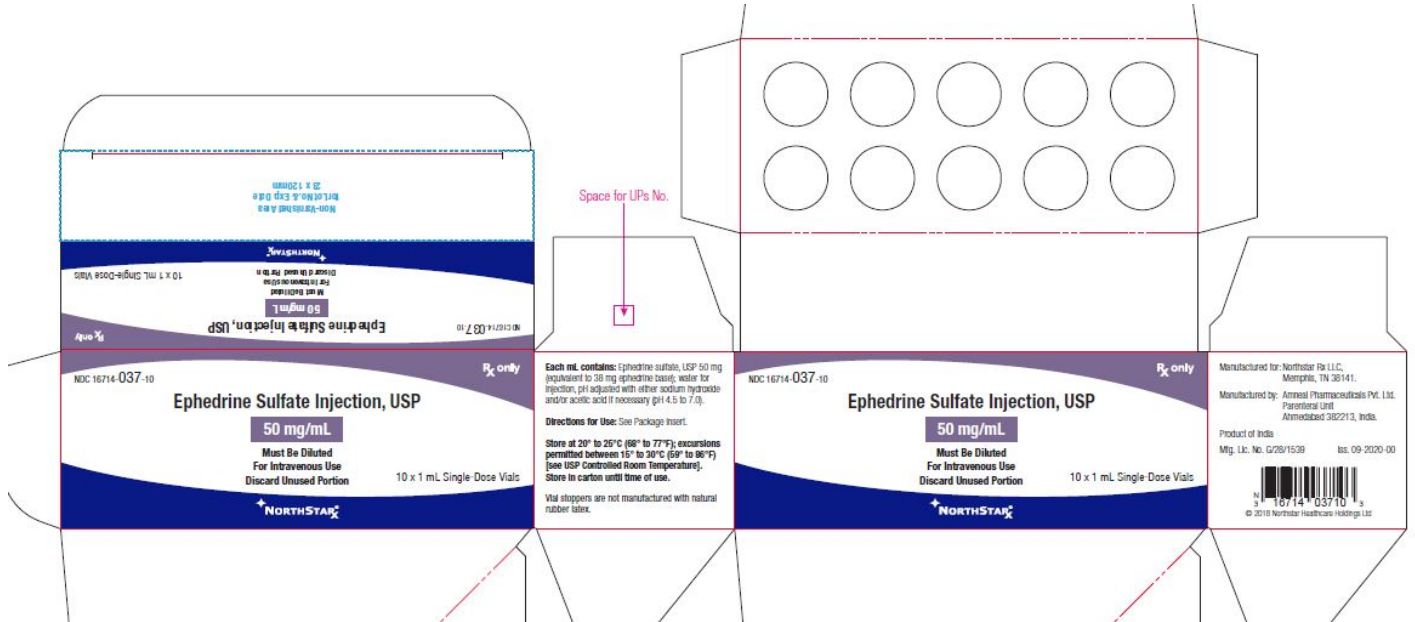 Non-Varnished Area
for Lot No.& Exp Date
21 x 120mm
NORTHSTAR℞
10 x 1 mL Single-Dose Vials
Discard Unused Portion
For Intravenous Use
Must Be Diluted
50 mg/mL
Ephedrine Sulfate Injection, USP
NDC 16714-037-10
Rx only
Space for UPs No.
NDC 16714-037-10
Rx only
Ephedrine Sulfate Injection, USP
50 mg/mL
Must Be Diluted
For Intravenous Use
Discard Unused Portion
10 x 1 mL Single-Dose Vials
NORTHSTAR℞
Each mL contains: Ephedrine sulfate, USP 50 mg
(equivalent to 38 mg ephedrine base); water for
injection, pH adjusted with either sodium hydroxide
and/or acetic acid if necessary (pH 4.5 to 7.0).
Directions for Use: See Package Insert.
Store at 20° to 25°C (68° to 77°F); excursions
permitted between 15° to 30°C (59° to 86°F)
[see USP Controlled Room Temperature].
Store in carton until time of use.
Vial stoppers are not manufactured with natural
rubber latex.
NDC 16714-037-10
Rx only
Ephedrine Sulfate Injection, USP
50 mg/mL
Must Be Diluted
For Intravenous Use
Discard Unused Portion
10 x 1 mL Single-Dose Vials
NORTHSTAR℞
Manufactured for: Northstar Rx LLC,
Memphis, TN 38141.
Manufactured by: Amneal Pharmaceuticals Pvt. Ltd.
Parenteral Unit
Ahmedabad 382213, India.
Product of India
Mfg. Lic. No. G/28/1539 Iss. 09-2020-00
N
3 16714 03710 3
© 2018 Northstar Healthcare Holdings Ltd